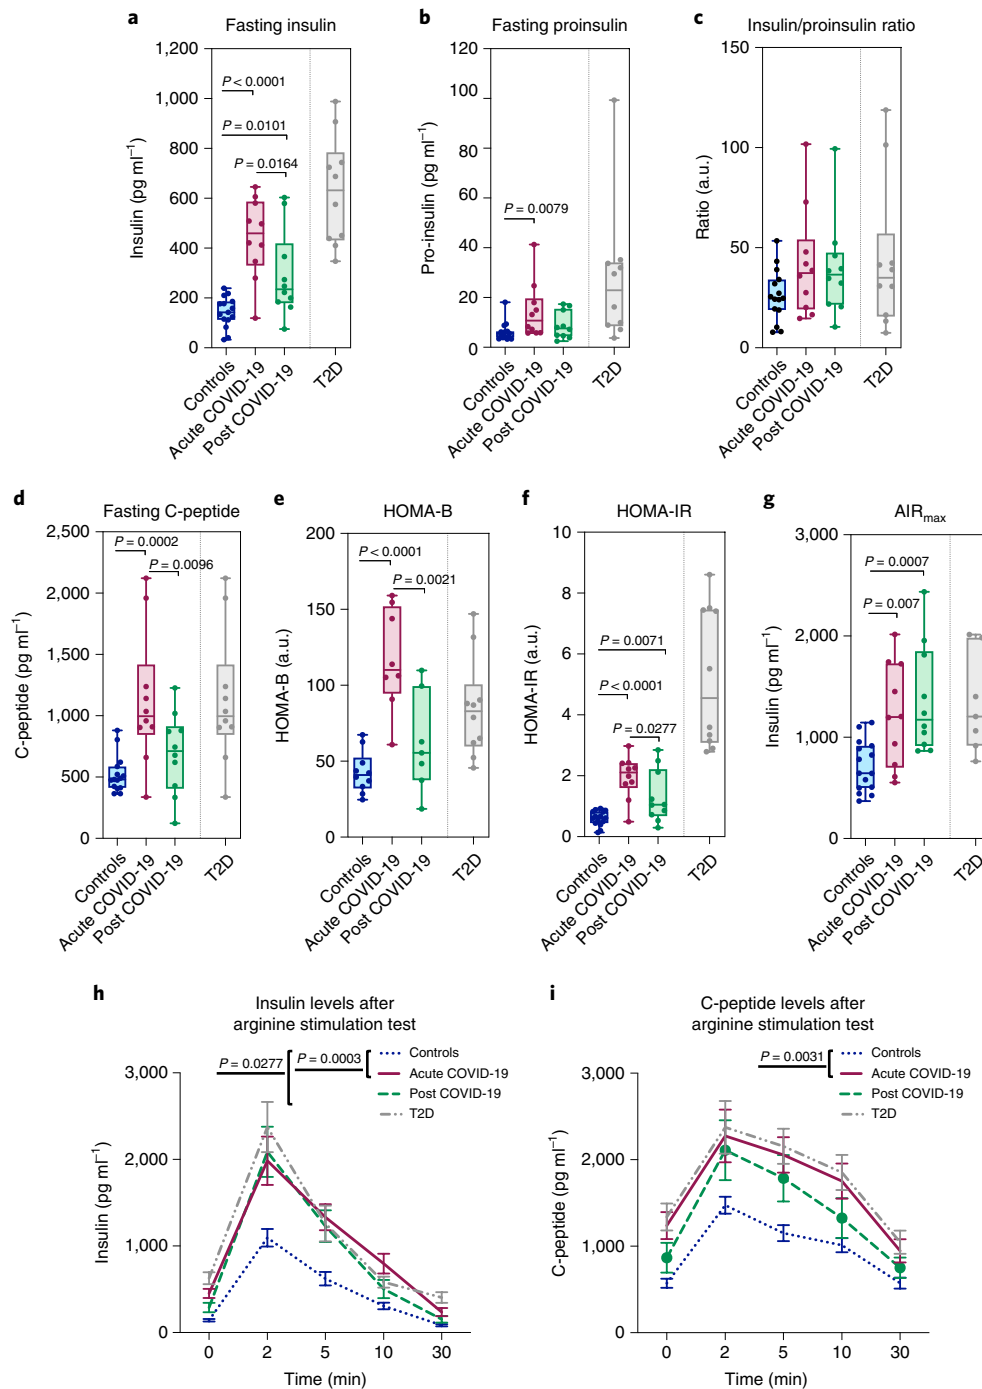 a
Fasting insulin
1,200
1,000
800
600
400
200
0
Insulin (pg ml⁻¹)
P < 0.0001
P = 0.0101
P = 0.0164
Controls
Acute COVID-19
Post COVID-19
T2D
b
Fasting proinsulin
120
100
80
60
40
20
0
Pro-insulin (pg ml⁻¹)
P = 0.0079
Controls
Acute COVID-19
Post COVID-19
T2D
c
Insulin/proinsulin ratio
150
100
50
0
Ratio (a.u.)
Controls
Acute COVID-19
Post COVID-19
T2D
d
Fasting C-peptide
2,500
2,000
1,500
1,000
500
0
C-peptide (pg ml⁻¹)
P = 0.0002
P = 0.0096
Controls
Acute COVID-19
Post COVID-19
T2D
e
HOMA-B
200
150
100
50
0
HOMA-B (a.u.)
P < 0.0001
P = 0.0021
Controls
Acute COVID-19
Post COVID-19
T2D
f
HOMA-IR
10
8
6
4
2
0
HOMA-IR (a.u.)
P = 0.0071
P < 0.0001
P = 0.0277
Controls
Acute COVID-19
Post COVID-19
T2D
g
AIRmax
3,000
2,000
1,000
0
Insulin (pg ml⁻¹)
P = 0.0007
P = 0.007
Controls
Acute COVID-19
Post COVID-19
T2D
h
Insulin levels after
arginine stimulation test
P = 0.0277
P = 0.0003
Controls
Acute COVID-19
Post COVID-19
T2D
3,000
2,000
1,000
0
Insulin (pg ml⁻¹)
0 2 5 10 30
Time (min)
i
C-peptide levels after
arginine stimulation test
P = 0.0031
Controls
Acute COVID-19
Post COVID-19
T2D
3,000
2,000
1,000
0
C-peptide (pg ml⁻¹)
0 2 5 10 30
Time (min)